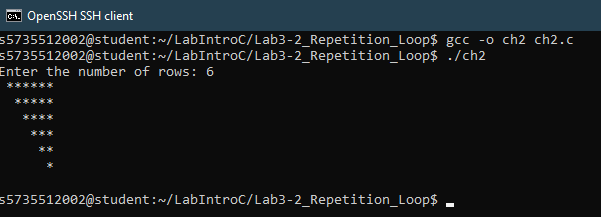 OpenSSH SSH client
s5735512002@student:~/LabIntroC/Lab3-2_Repetition_Loop$ gcc -o ch2 ch2.c
s5735512002@student:~/LabIntroC/Lab3-2_Repetition_Loop$ ./ch2
Enter the number of rows: 6
 ******
  *****
   ****
    ***
     **
      *
s5735512002@student:~/LabIntroC/Lab3-2_Repetition_Loop$